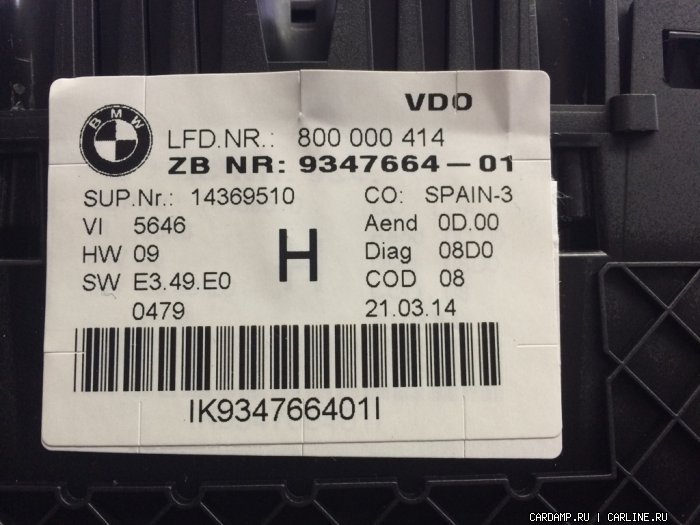 VDO
BMW
LFD.NR.: 800 000 414
ZB NR: 9347664-01
SUP.Nr.: 14369510 CO: SPAIN-3
VI 5646 Aend 0D.00
HW 09 Diag 08D0
SW E3.49.E0 COD 08
0479 21.03.14
H
IK934766401I
CARDAMP.RU | CARLINE.RU